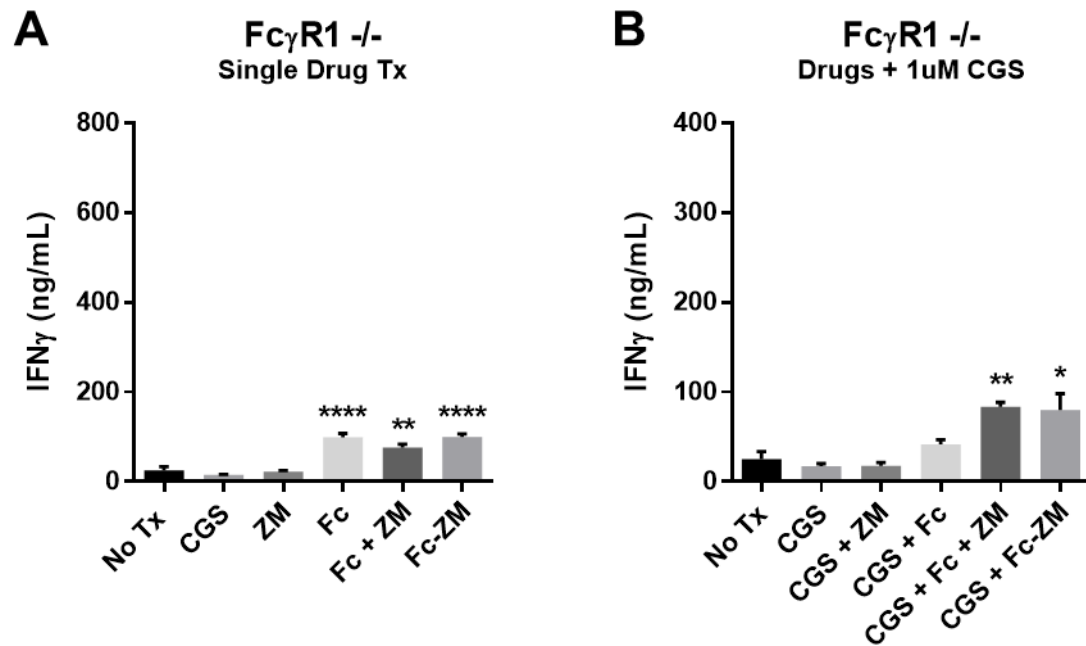 A
FcγR1 -/-
Single Drug Tx
IFNγ (ng/mL)
800
600
400
200
0
****
**
****
No Tx
CGS
ZM
Fc
Fc + ZM
Fc-ZM
B
FcγR1 -/-
Drugs + 1uM CGS
IFNγ (ng/mL)
400
300
200
100
0
**
*
No Tx
CGS
CGS + ZM
CGS + Fc
CGS + Fc + ZM
CGS + Fc-ZM